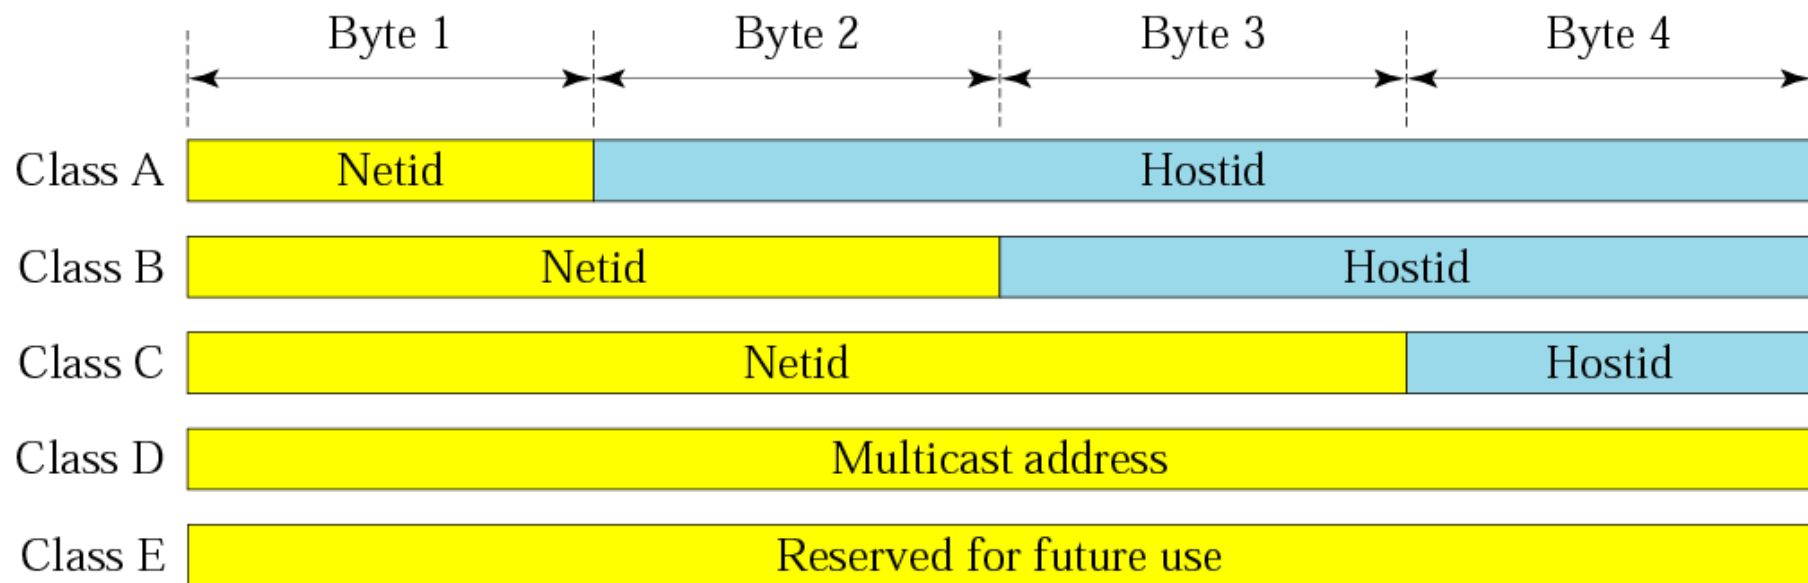 Byte 1 Byte 2 Byte 3 Byte 4
Class A Netid Hostid
Class B Netid Hostid
Class C Netid Hostid
Class D Multicast address
Class E Reserved for future use